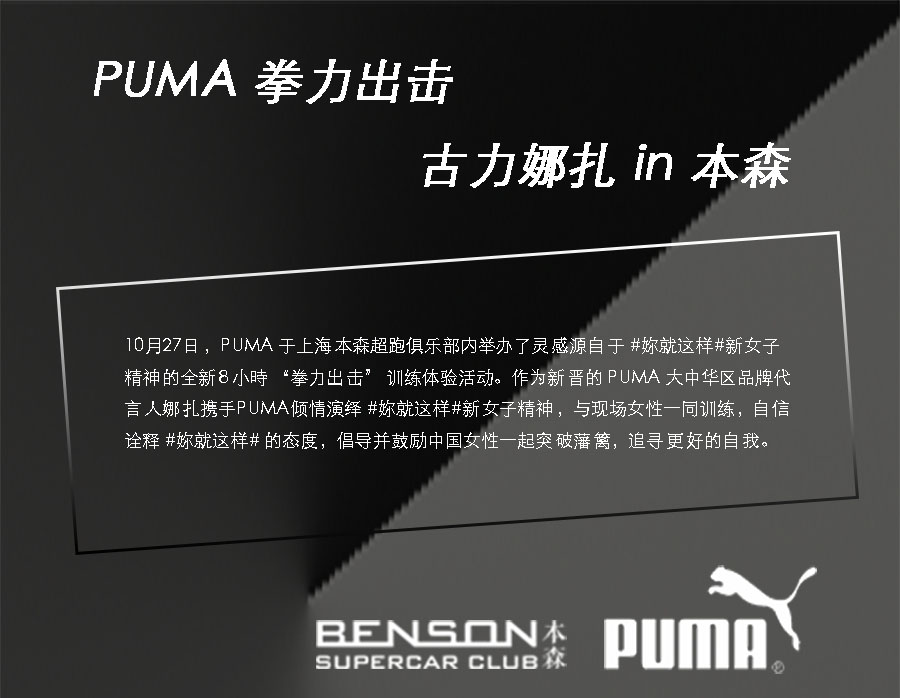 PUMA 拳力出击
古力娜扎 in 本森
10月27日，PUMA 于上海本森超跑俱乐部内举办了灵感源自于 #妳就这样#新女子
精神的全新8小時“拳力出击”训练体验活动。作为新晋的 PUMA 大中华区品牌代
言人娜扎携手PUMA倾情演绎 #妳就这样#新女子精神，与现场女性一同训练，自信
诠释 #妳就这样# 的态度，倡导并鼓励中国女性一起突破藩篱，追寻更好的自我。
BENSON 本森
SUPERCAR CLUB
PUMA®